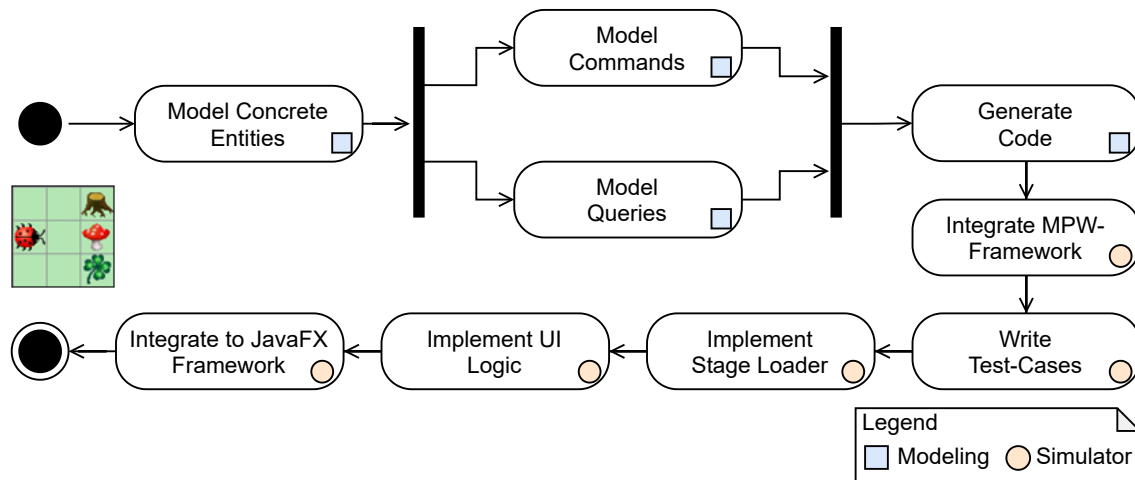 Model
Commands
Model Concrete
Entities
Model
Queries
Generate
Code
Integrate MPW-
Framework
Write
Test-Cases
Implement
Stage Loader
Implement UI
Logic
Integrate to JavaFX
Framework
Legend
Modeling
Simulator